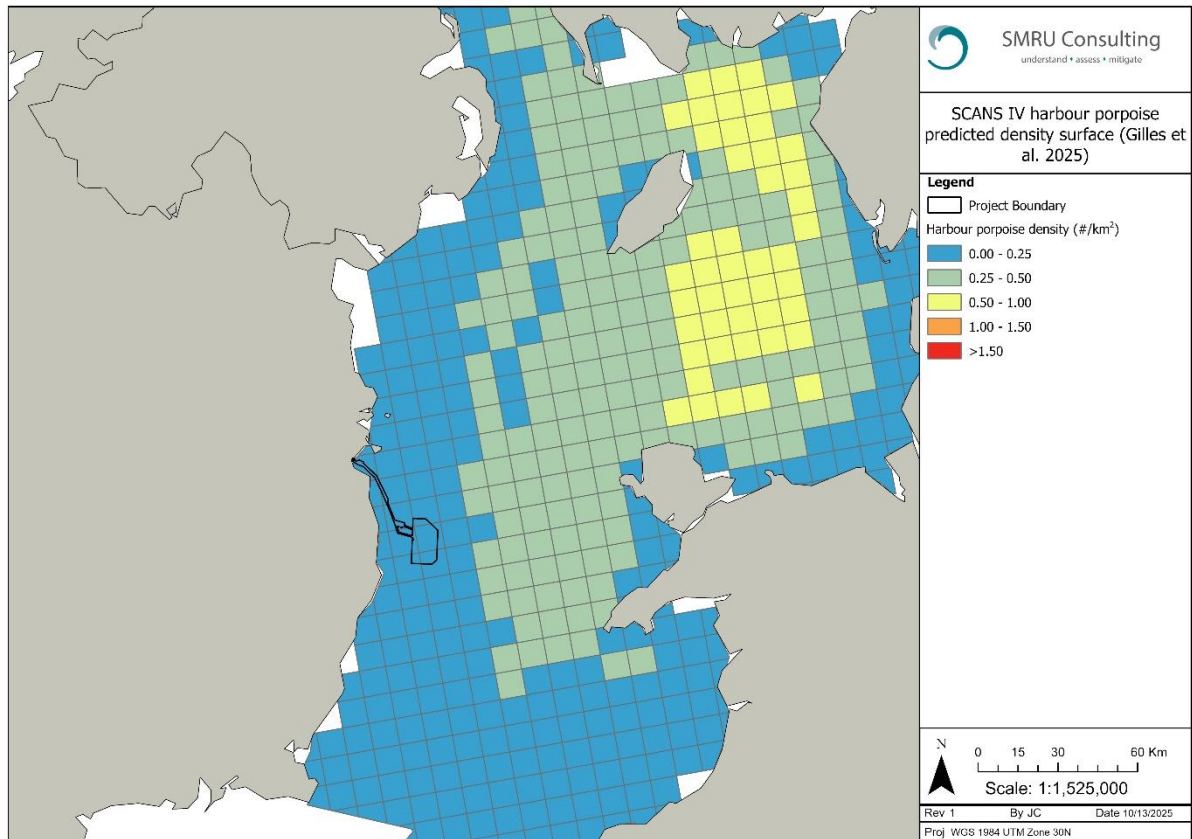 SMRU Consulting
understand • assess • mitigate
SCANS IV harbour porpoise
predicted density surface (Gilles et
al. 2025)
Legend
Project Boundary
Harbour porpoise density (#/km²)
0.00 - 0.25
0.25 - 0.50
0.50 - 1.00
1.00 - 1.50
>1.50
N
0 15 30 60 Km
Scale: 1:1,525,000
Rev 1 By JC Date 10/13/2025
Proj WGS 1984 UTM Zone 30N